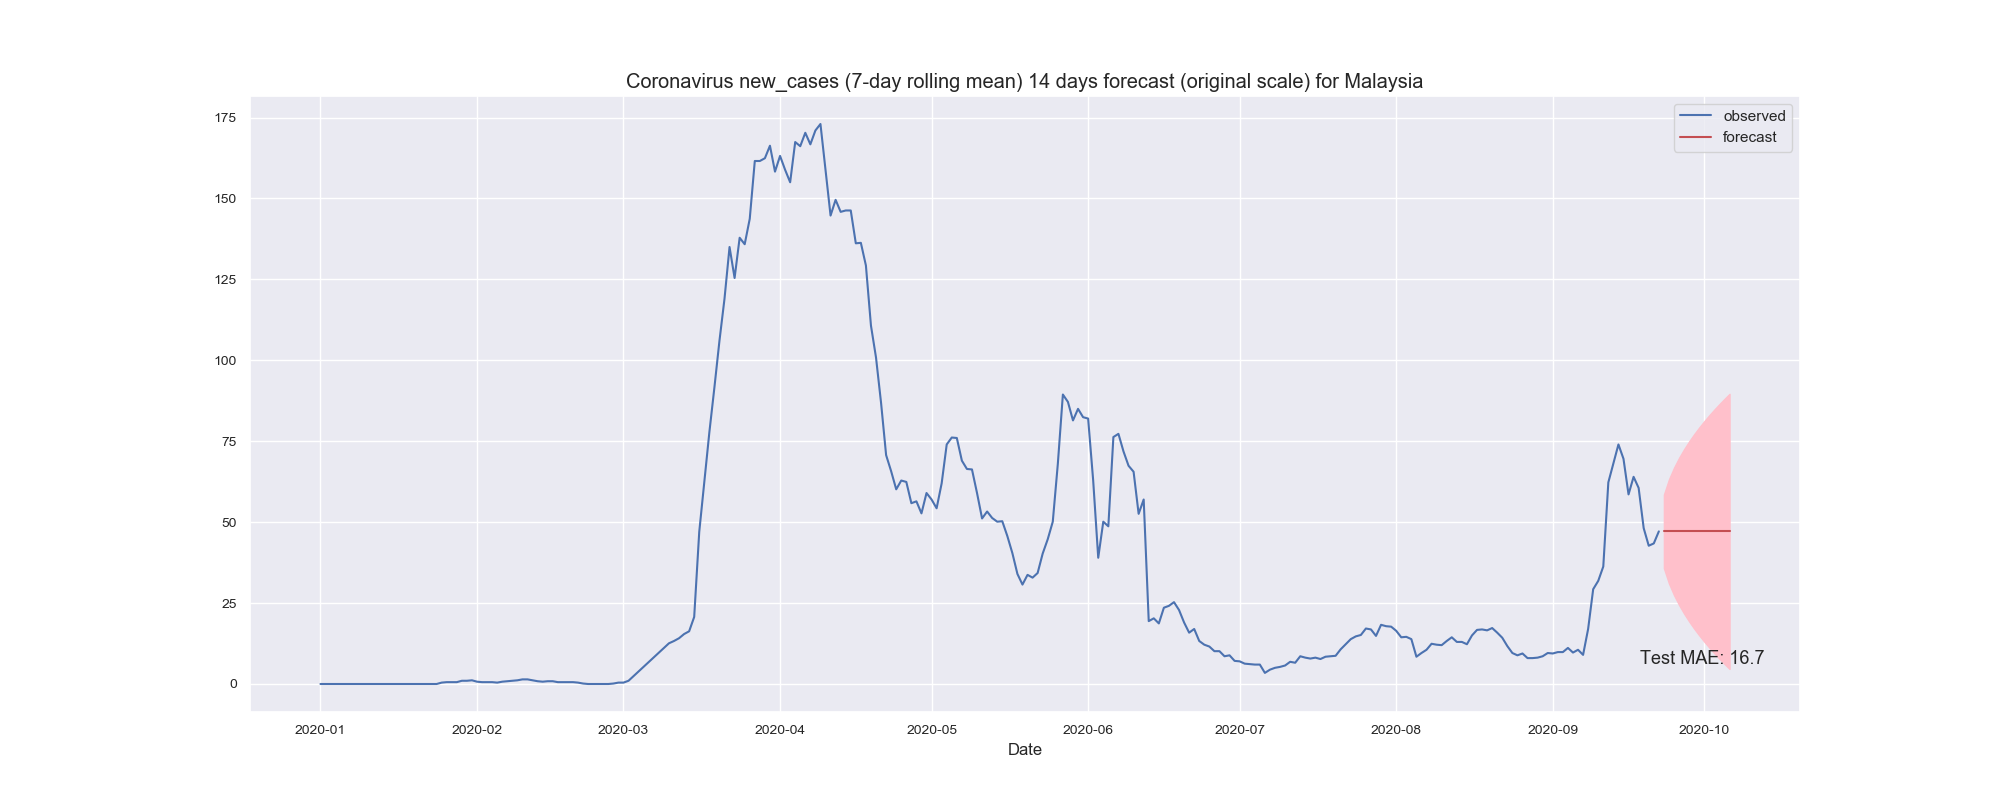 Coronavirus new_cases (7-day rolling mean) 14 days forecast (original scale) for Malaysia
observed
forecast
175
150
125
100
75
50
25
0
Test MAE: 16.7
2020-01 2020-02 2020-03 2020-04 2020-05 2020-06 2020-07 2020-08 2020-09 2020-10
Date